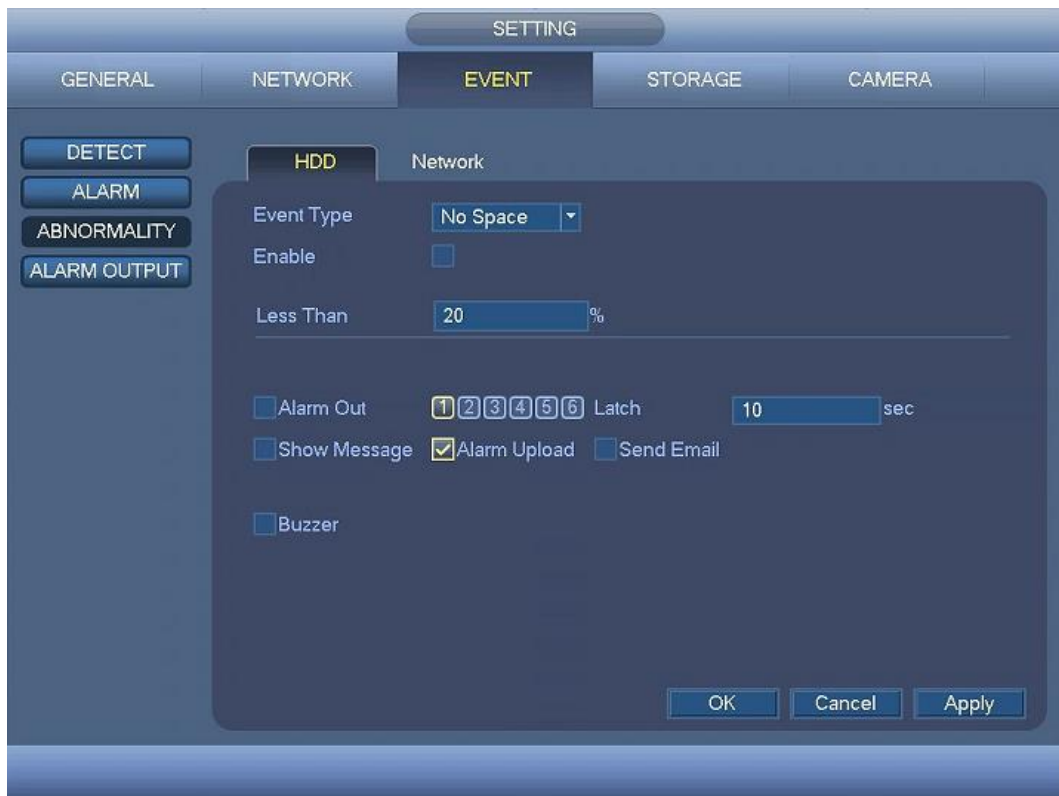 SETTING
GENERAL NETWORK EVENT STORAGE CAMERA
DETECT
ALARM
ABNORMALITY
ALARM OUTPUT
HDD Network
Event Type No Space
Enable
Less Than 20 %
Alarm Out 1 2 3 4 5 6 Latch 10 sec
Show Message Alarm Upload Send Email
Buzzer
OK Cancel Apply